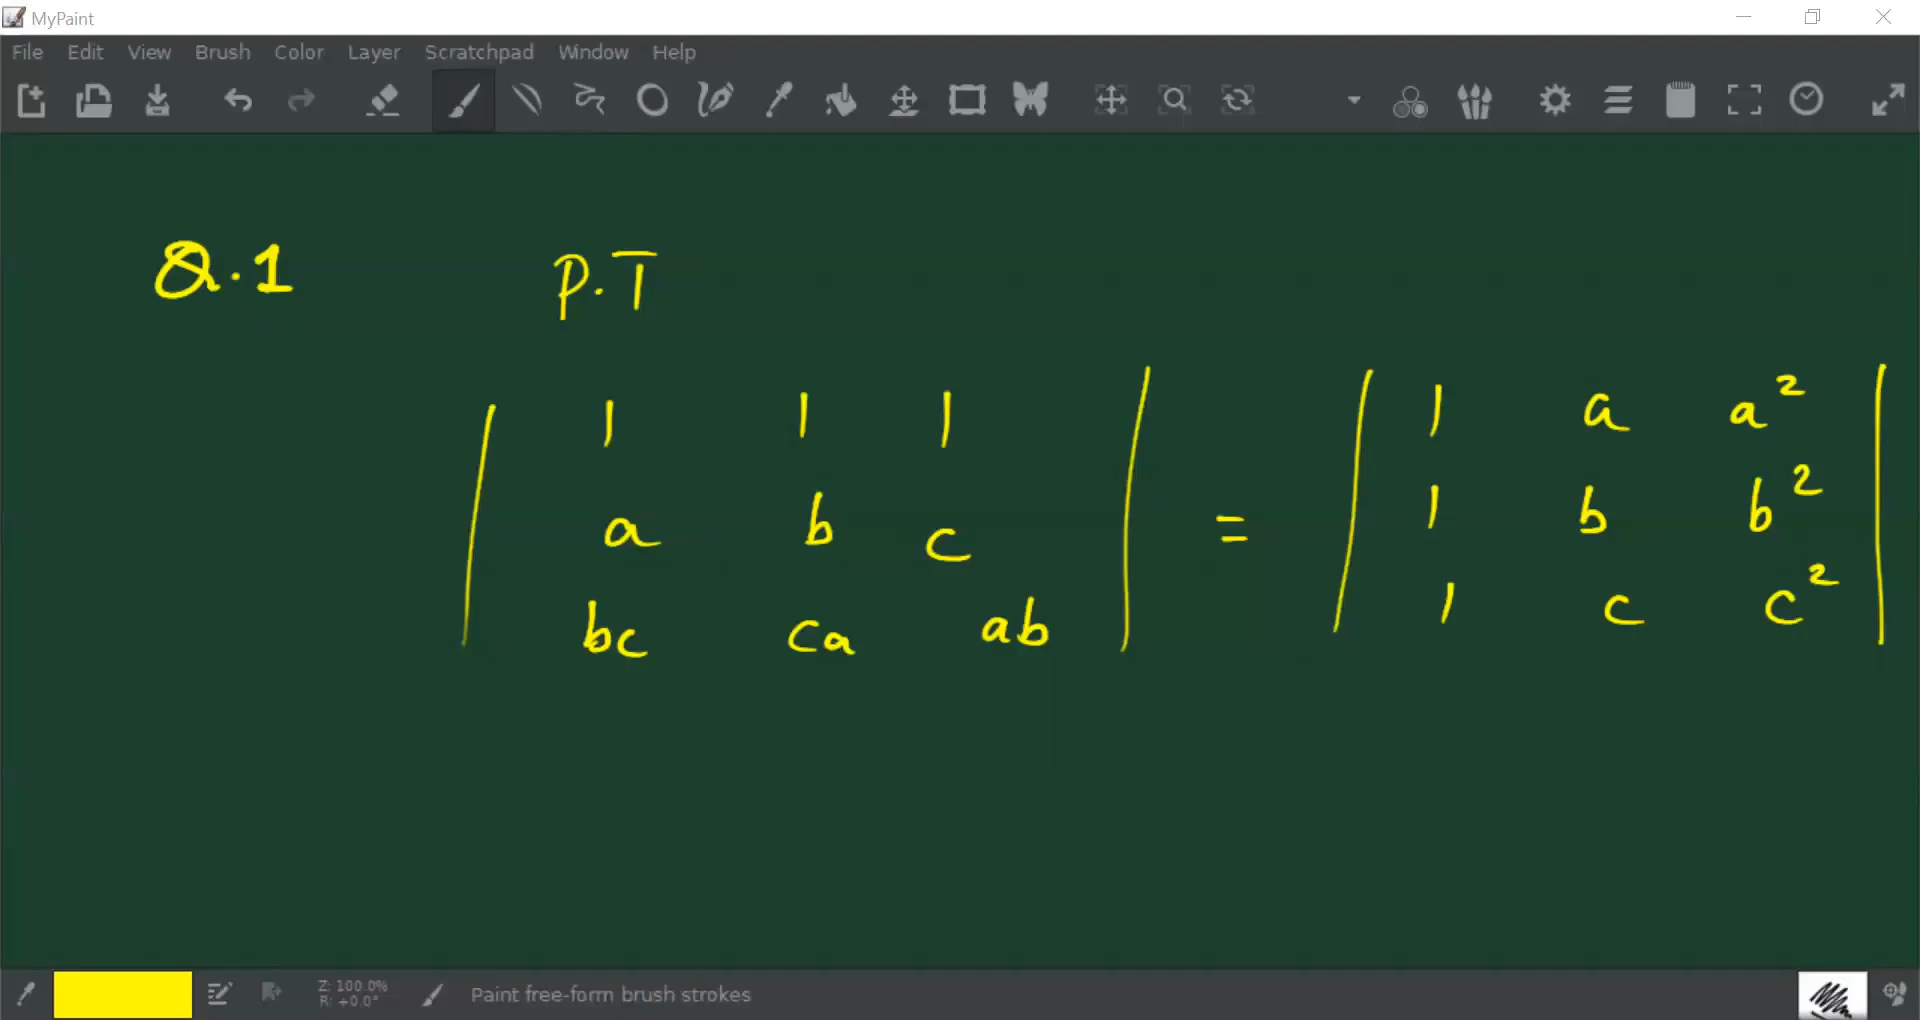 MyPaint
File Edit View Brush Color Layer Scratchpad Window Help
Q.1 P.T
| 1 1 1 | = | 1 a a² |
| a b c | | 1 b b² |
| bc ca ab | | 1 c c² |
Z: 100.0%
R: +0.0°
Paint free-form brush strokes